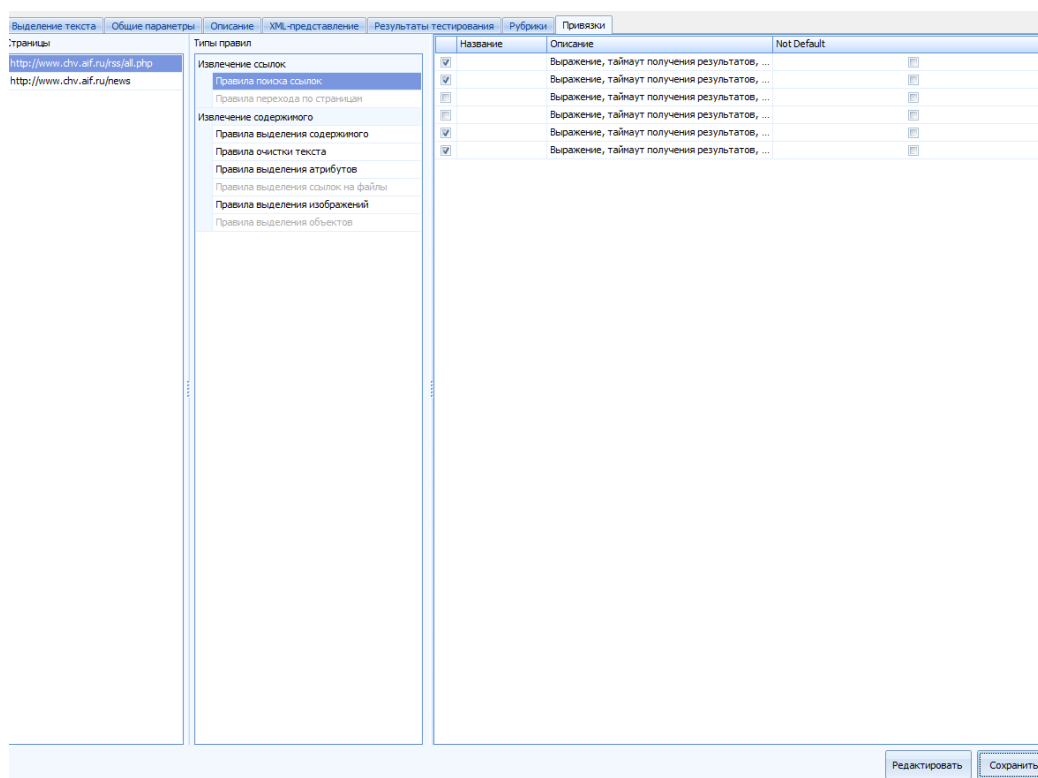 Выделение текста Общие параметры Описание XML-представление Результаты тестирования Рубрики Привязки
Страницы
http://www.chv.aif.ru/rss/all.php
http://www.chv.aif.ru/news
Типы правил
Извлечение ссылок
Правила поиска ссылок
Правила перехода по страницам
Извлечение содержимого
Правила выделения содержимого
Правила очистки текста
Правила выделения атрибутов
Правила выделения ссылок на файлы
Правила выделения изображений
Правила выделения объектов
Название Описание Not Default
Выражение, таймаут получения результатов, ...
Выражение, таймаут получения результатов, ...
Выражение, таймаут получения результатов, ...
Выражение, таймаут получения результатов, ...
Выражение, таймаут получения результатов, ...
Выражение, таймаут получения результатов, ...
Редактировать Сохранить